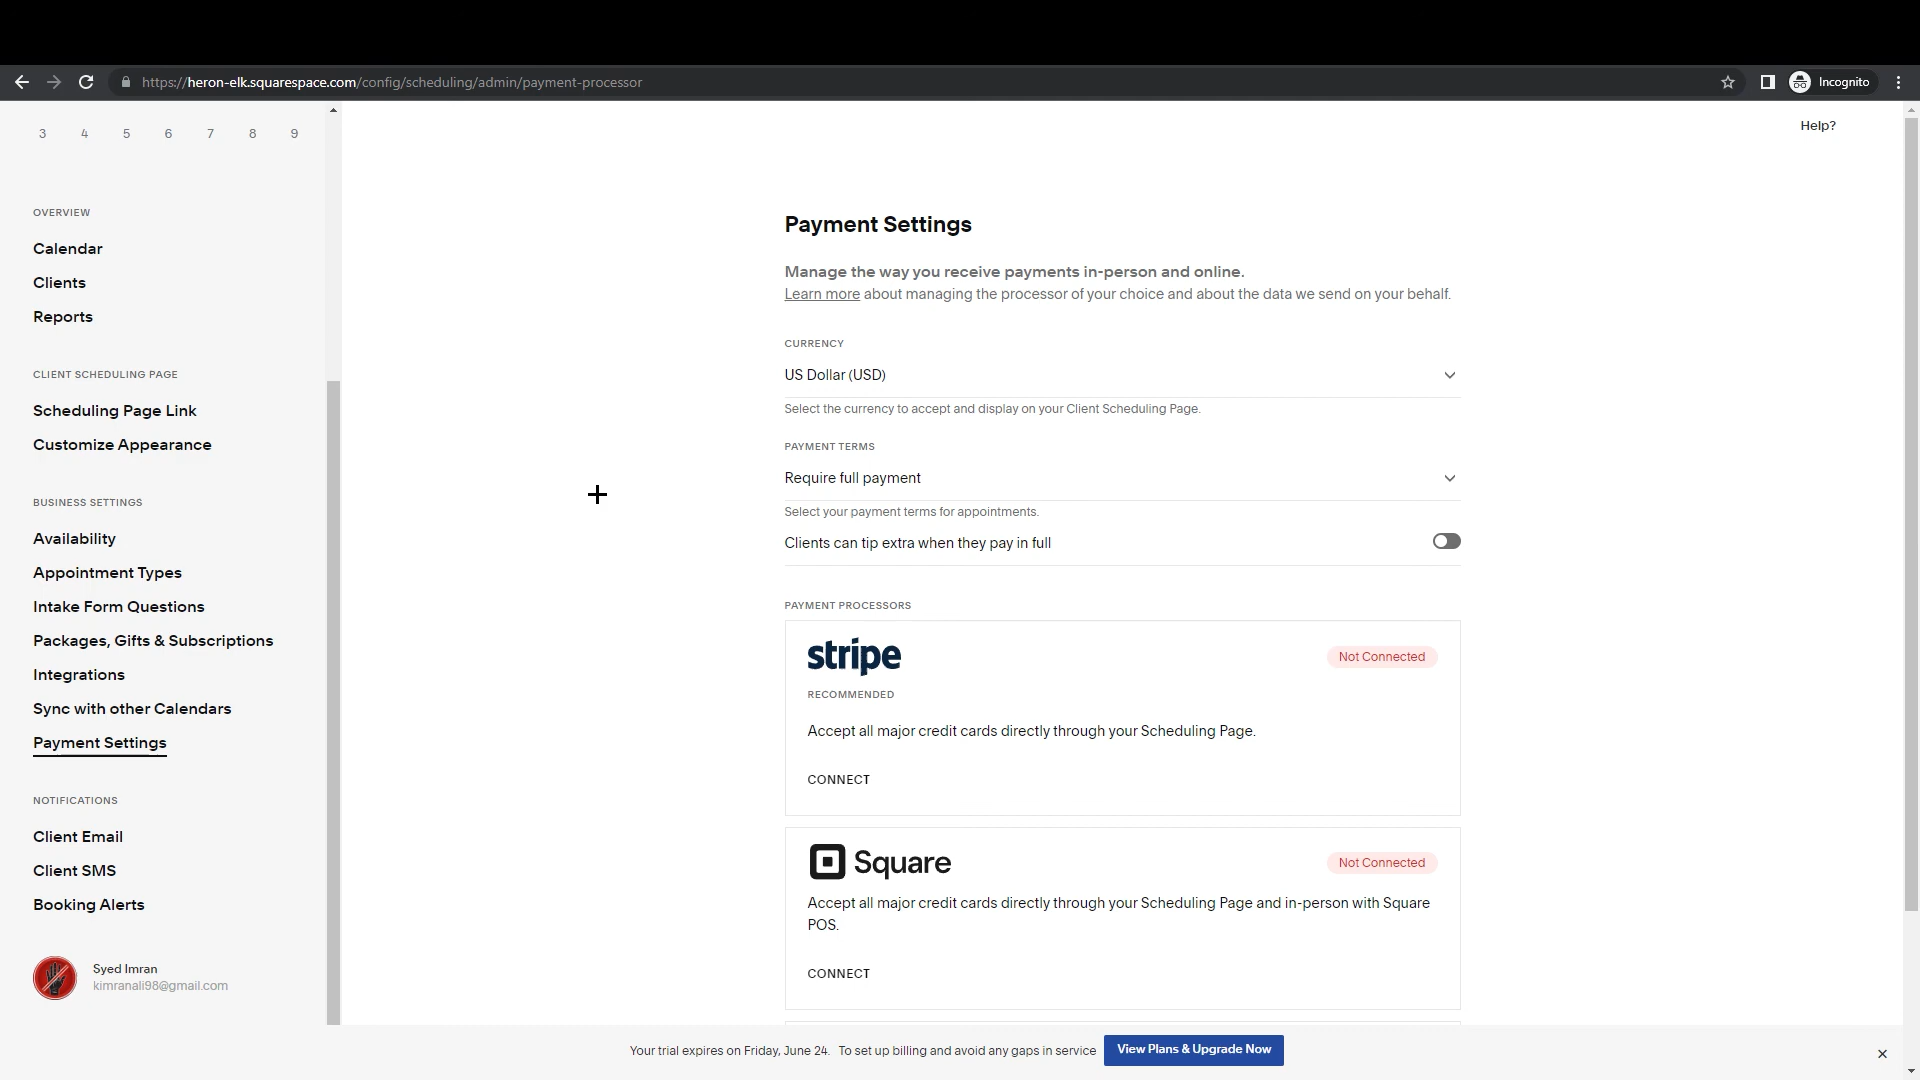 https://heron-elk.squarespace.com/config/scheduling/admin/payment-processor
Incognito
3 4 5 6 7 8 9
OVERVIEW
Calendar
Clients
Reports
CLIENT SCHEDULING PAGE
Scheduling Page Link
Customize Appearance
BUSINESS SETTINGS
Availability
Appointment Types
Intake Form Questions
Packages, Gifts & Subscriptions
Integrations
Sync with other Calendars
Payment Settings
NOTIFICATIONS
Client Email
Client SMS
Booking Alerts
Syed Imran
kimranali98@gmail.com
Help?
Payment Settings
Manage the way you receive payments in-person and online.
Learn more about managing the processor of your choice and about the data we send on your behalf.
CURRENCY
US Dollar (USD)
Select the currency to accept and display on your Client Scheduling Page.
PAYMENT TERMS
Require full payment
Select your payment terms for appointments.
Clients can tip extra when they pay in full
PAYMENT PROCESSORS
stripe
Not Connected
RECOMMENDED
Accept all major credit cards directly through your Scheduling Page.
CONNECT
Square
Not Connected
Accept all major credit cards directly through your Scheduling Page and in-person with Square
POS.
CONNECT
Your trial expires on Friday, June 24. To set up billing and avoid any gaps in service
View Plans & Upgrade Now